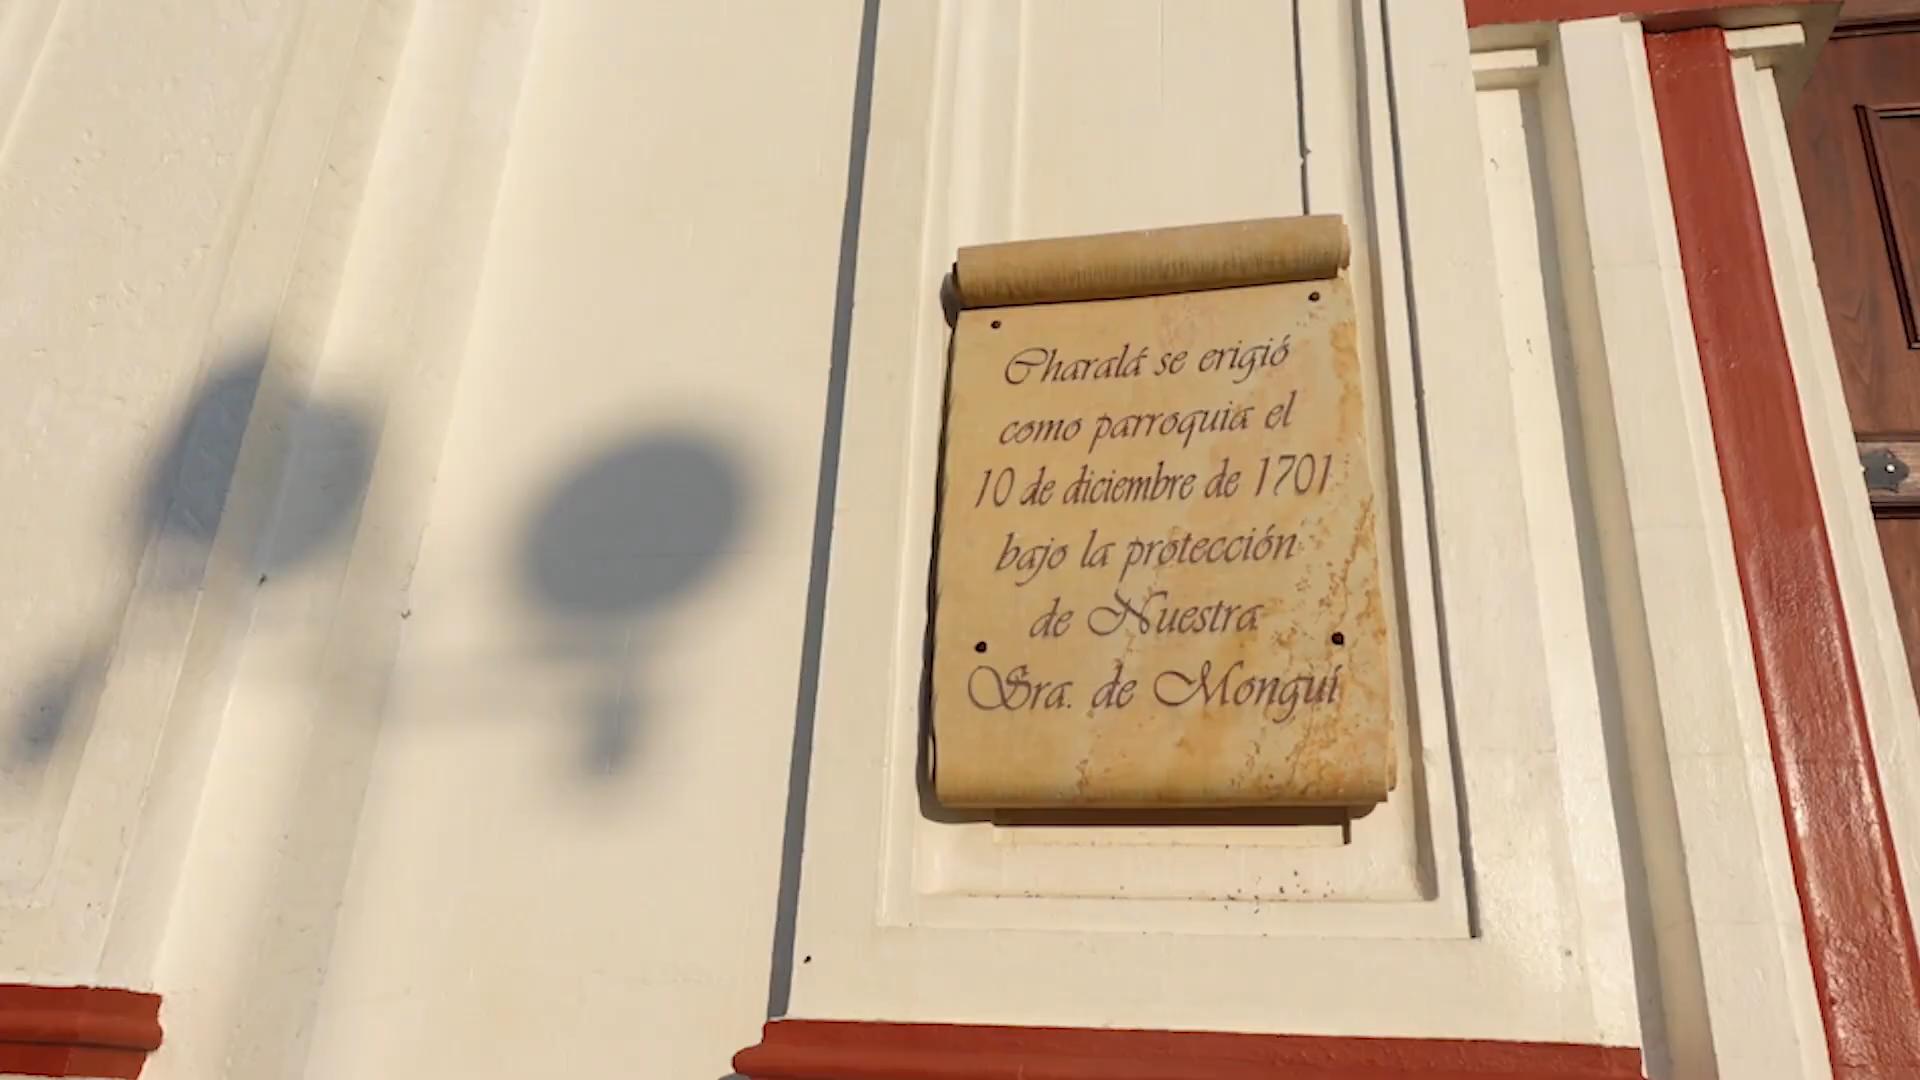 Charalá se erigió
como parroquia el
10 de diciembre de 1701
bajo la protección
de Nuestra
Sra. de Monguí